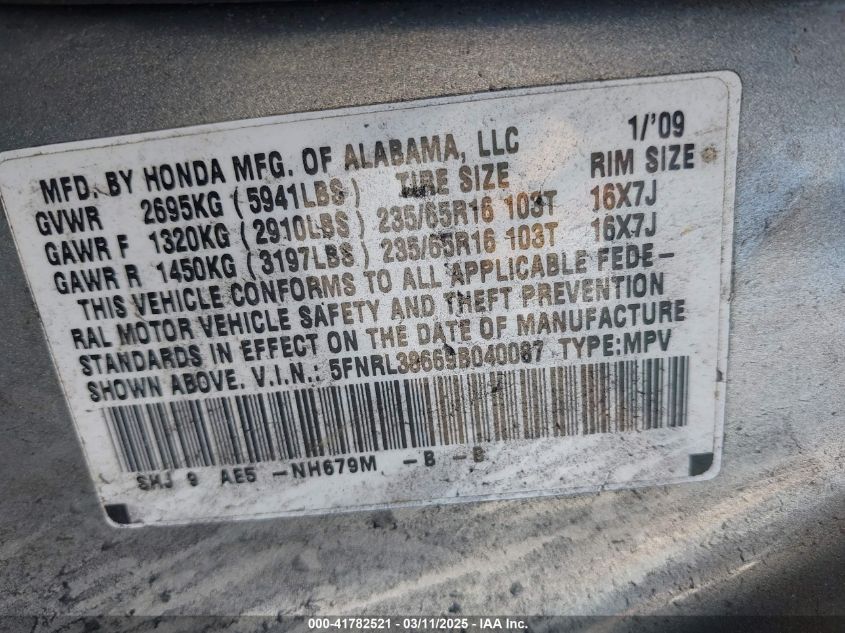 MFD. BY HONDA MFG. OF ALABAMA, LLC 1/'09
GVWR 2695KG (5941LBS) TIRE SIZE RIM SIZE
GAWR F 1320KG (2910LBS) 235/65R16 103T 16X7J
GAWR R 1450KG (3197LBS) 235/65R16 103T 16X7J
THIS VEHICLE CONFORMS TO ALL APPLICABLE FEDE-
RAL MOTOR VEHICLE SAFETY AND THEFT PREVENTION
STANDARDS IN EFFECT ON THE DATE OF MANUFACTURE
SHOWN ABOVE. V.I.N.: 5FNRL38669B040087 TYPE:MPV
SHJ 9 AE5 -NH679M -B -B
000-41782521 - 03/11/2025 - IAAI Inc.